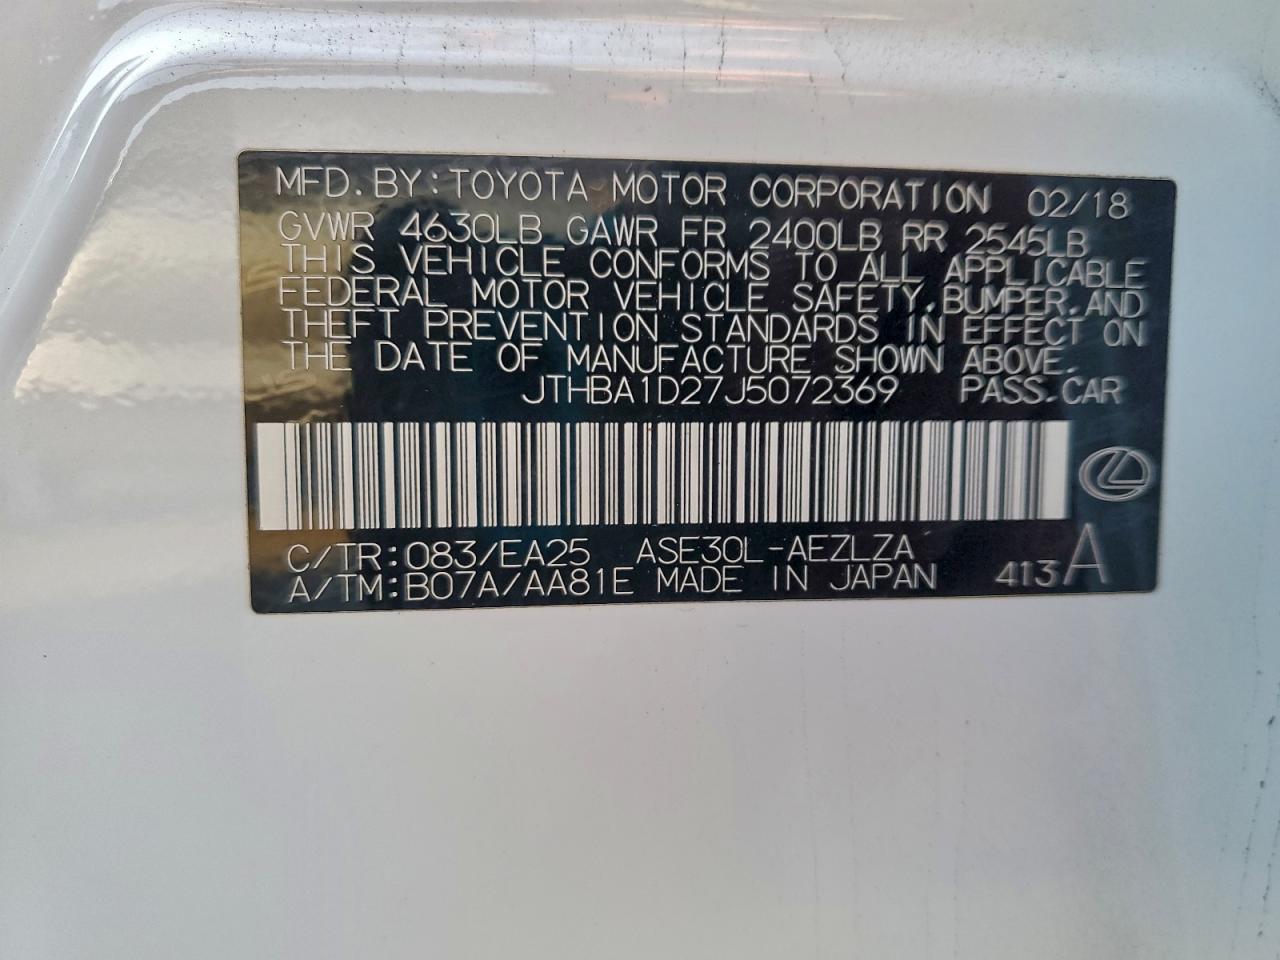 MFD. BY: TOYOTA MOTOR CORPORATION 02/18
GVWR 4630LB GAWR FR 2400LB RR 2545LB
THIS VEHICLE CONFORMS TO ALL APPLICABLE
FEDERAL MOTOR VEHICLE SAFETY, BUMPER, AND
THEFT PREVENTION STANDARDS IN EFFECT ON
THE DATE OF MANUFACTURE SHOWN ABOVE.
JTHBA1D27J5072369 PASS. CAR
C/TR: 083/EA25 ASE30L-AEZLZA
A/TM: B07A/AA81E MADE IN JAPAN 413 A